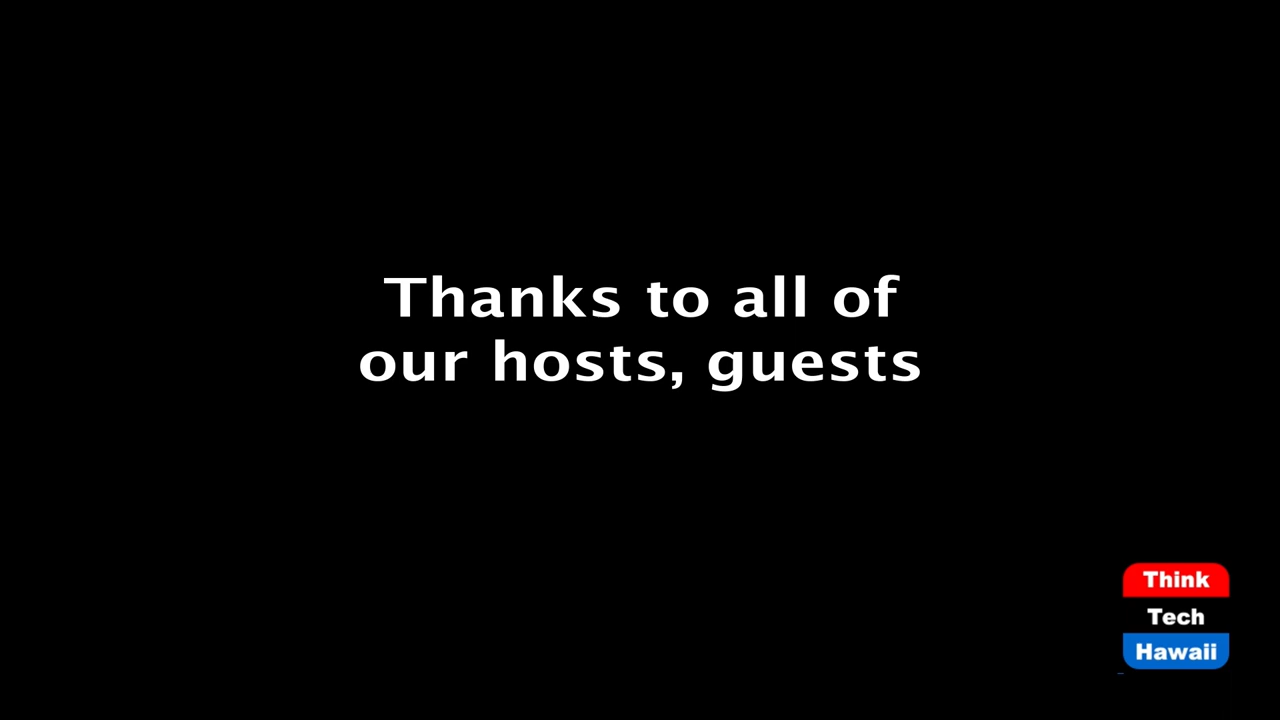 Thanks to all of
our hosts, guests
Think
Tech
Hawaii